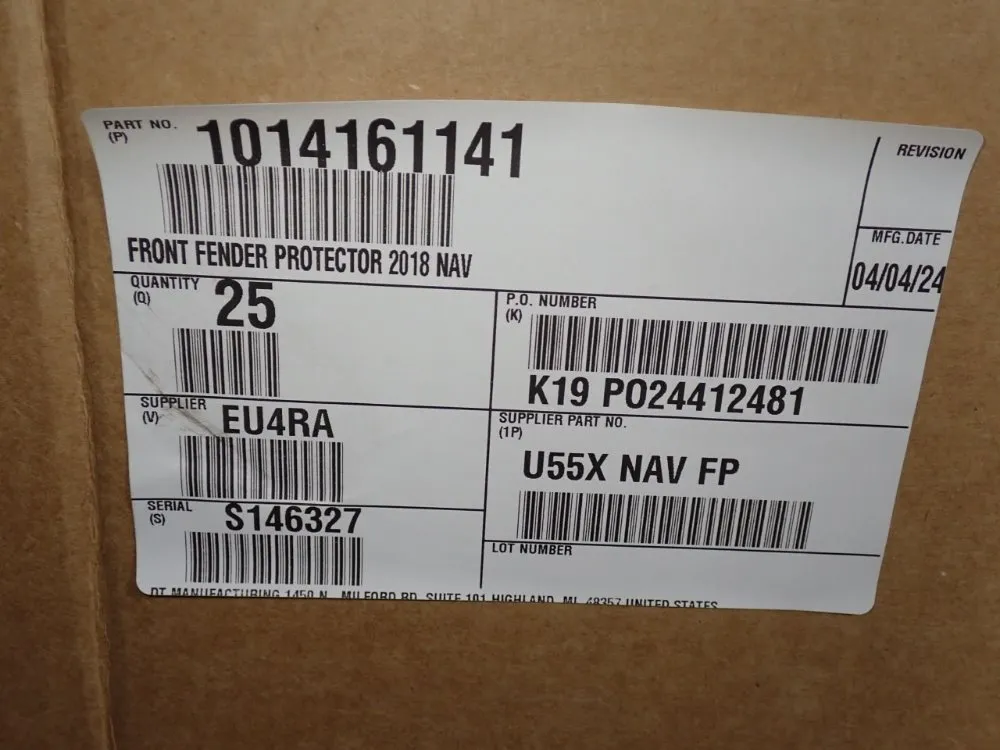 PART NO.
(P)
1014161141
FRONT FENDER PROTECTOR 2018 NAV
REVISION
MFG.DATE
04/04/24
QUANTITY
(Q)
25
P.O. NUMBER
(K)
K19 PO24412481
SUPPLIER
(V)
EU4RA
SUPPLIER PART NO.
(1P)
U55X NAV FP
SERIAL
(S)
S146327
LOT NUMBER
DT MANUFACTURING 1450 N. MILFORD RD. SUITE 101 HIGHLAND, MI 48357 UNITED STATES